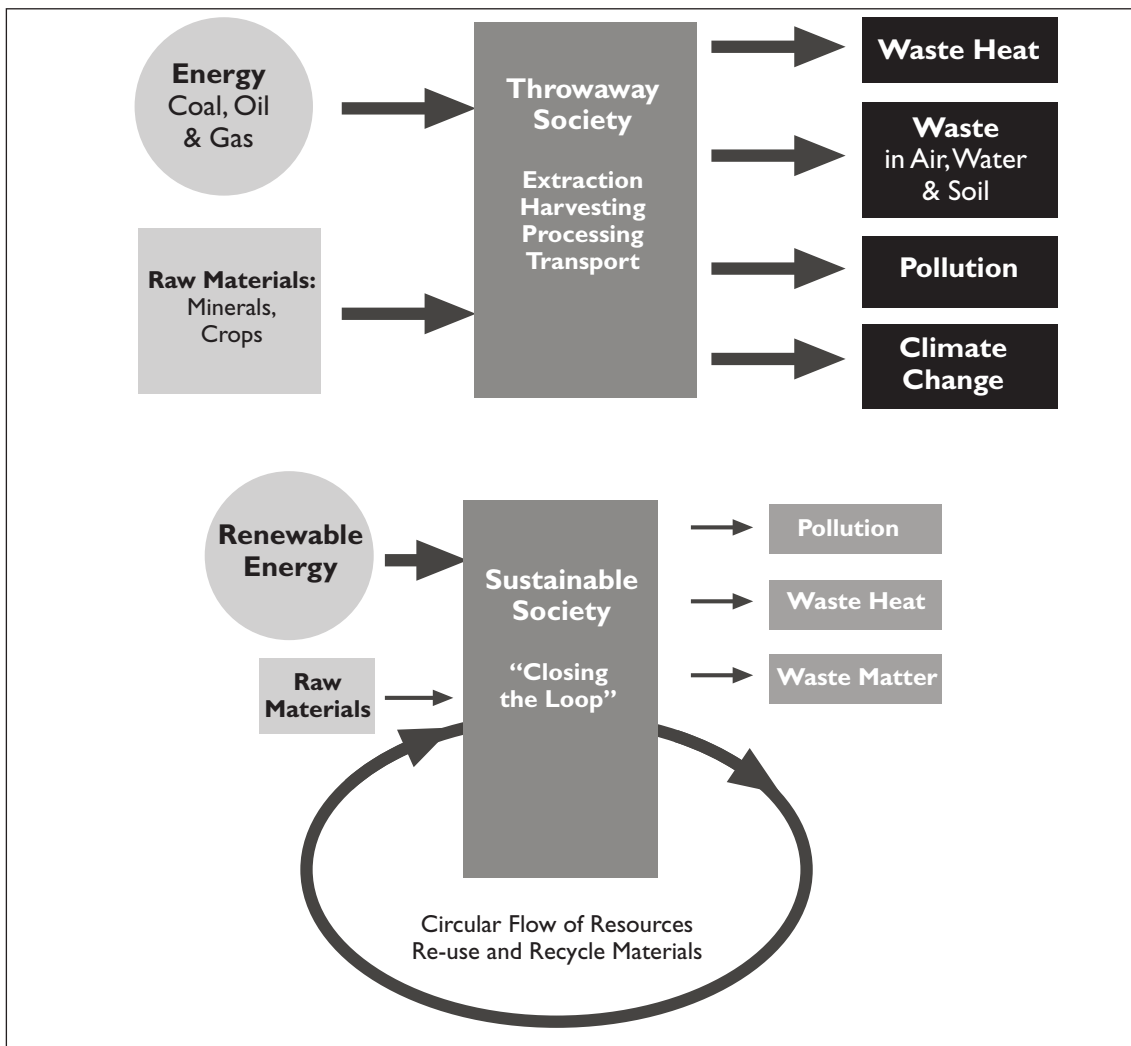 Energy
Coal, Oil
& Gas
Raw Materials:
Minerals,
Crops
Throwaway
Society
Extraction
Harvesting
Processing
Transport
Waste Heat
Waste
in Air, Water
& Soil
Pollution
Climate
Change
Renewable
Energy
Raw
Materials
Sustainable
Society
“Closing
the Loop”
Pollution
Waste Heat
Waste Matter
Circular Flow of Resources
Re-use and Recycle Materials